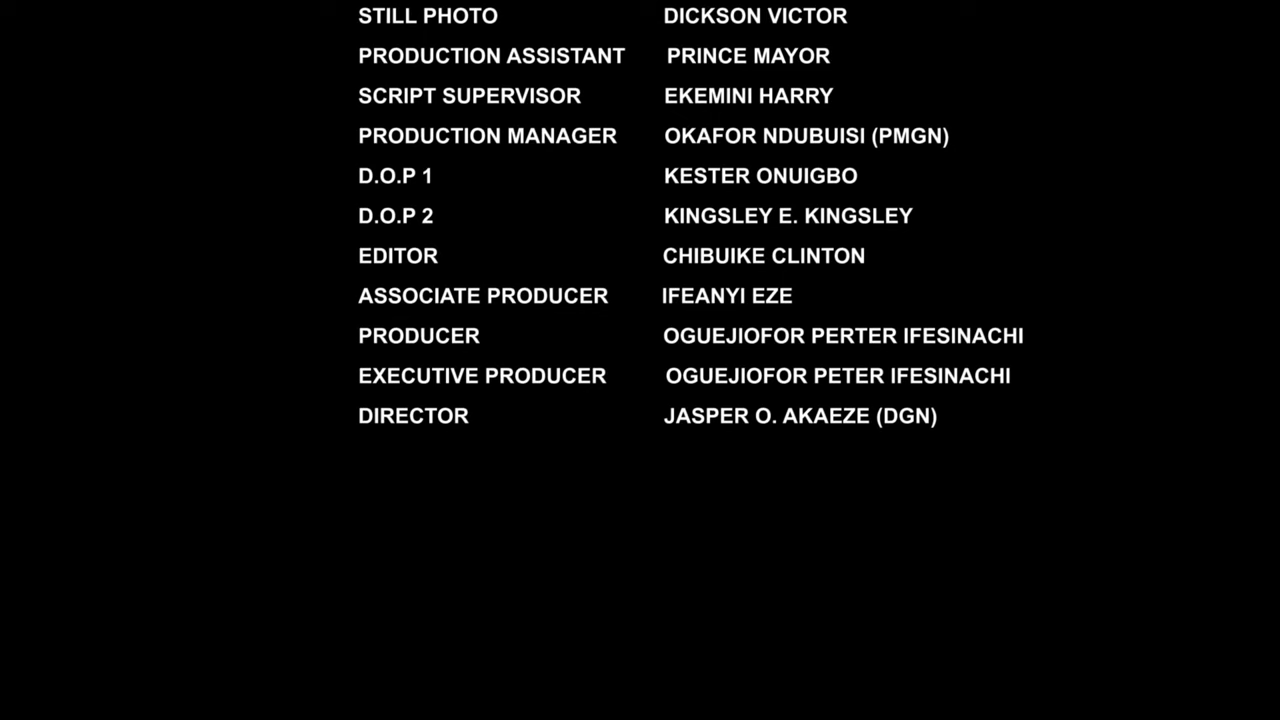 STILL PHOTO DICKSON VICTOR
PRODUCTION ASSISTANT PRINCE MAYOR
SCRIPT SUPERVISOR EKEMINI HARRY
PRODUCTION MANAGER OKAFOR NDUBUISI (PMGN)
D.O.P 1 KESTER ONUIGBO
D.O.P 2 KINGSLEY E. KINGSLEY
EDITOR CHIBUIKE CLINTON
ASSOCIATE PRODUCER IFEANYI EZE
PRODUCER OGUEJIOFOR PERTER IFESINACHI
EXECUTIVE PRODUCER OGUEJIOFOR PETER IFESINACHI
DIRECTOR JASPER O. AKAEZE (DGN)